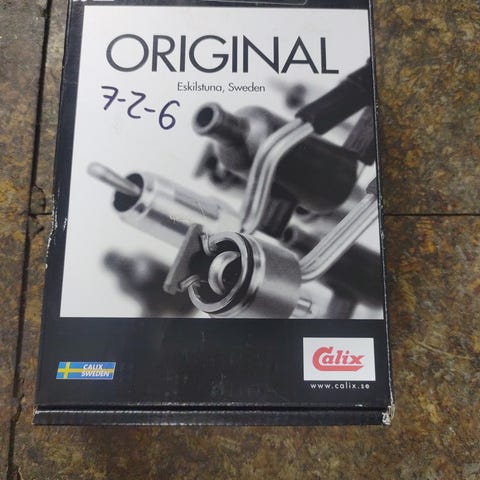 ORIGINAL
Eskilstuna, Sweden
7-2-6
CALIX
SWEDEN
Calix
www.calix.se